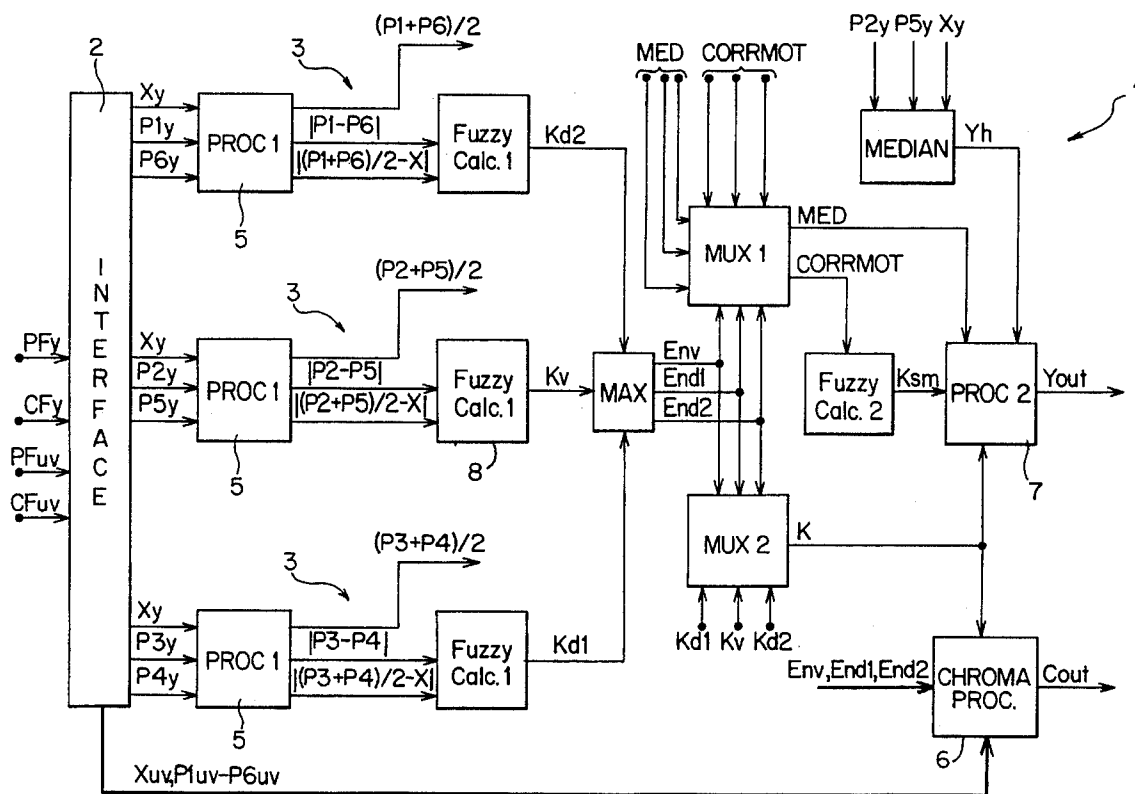 (P1+P6)/2
2
3
Xy
P1y
P6y
PROC 1
5
|P1-P6|
|(P1+P6)/2-X|
Fuzzy
Calc. 1
Kd2
MED
CORRMOT
P2y P5y Xy
MEDIAN
Yh
MUX 1
MED
CORRMOT
INTERFACE
PFy
CFy
PFuv
CFuv
(P2+P5)/2
3
Xy
P2y
P5y
PROC 1
5
|P2-P5|
|(P2+P5)/2-X|
Fuzzy
Calc. 1
8
Kv
MAX
Env
End1
End2
Fuzzy
Calc. 2
Ksm
PROC 2
7
Yout
MUX 2
K
Kd1 Kv Kd2
(P3+P4)/2
3
Xy
P3y
P4y
PROC 1
5
|P3-P4|
|(P3+P4)/2-X|
Fuzzy
Calc. 1
Kd1
Env,End1,End2
CHROMA
PROC.
6
Cout
Xuv,P1uv-P6uv